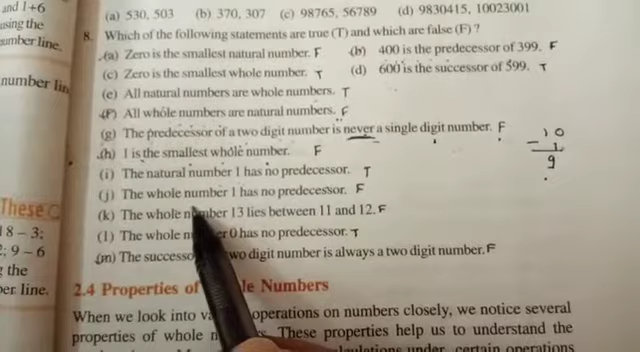 and 1+6
using the
number line.
number lin
These
18 – 3;
2; 9 – 6
the
ber line.
(a) 530, 503 (b) 370, 307 (c) 98765, 56789 (d) 9830415, 10023001
8. Which of the following statements are true (T) and which are false (F) ?
(a) Zero is the smallest natural number. F (b) 400 is the predecessor of 399. F
(c) Zero is the smallest whole number. T (d) 600 is the successor of 599. T
(e) All natural numbers are whole numbers. T
(f) All whole numbers are natural numbers. F
(g) The predecessor of a two digit number is never a single digit number. F
(h) 1 is the smallest whole number. F
(i) The natural number 1 has no predecessor. T
(j) The whole number 1 has no predecessor. F
(k) The whole number 13 lies between 11 and 12. F
(l) The whole er 0 has no predecessor. T
(m) The successo wo digit number is always a two digit number. F
10
– 1
9
2.4 Properties of le Numbers
When we look into v operations on numbers closely, we notice several
properties of whole n s. These properties help us to understand the
under certain operations